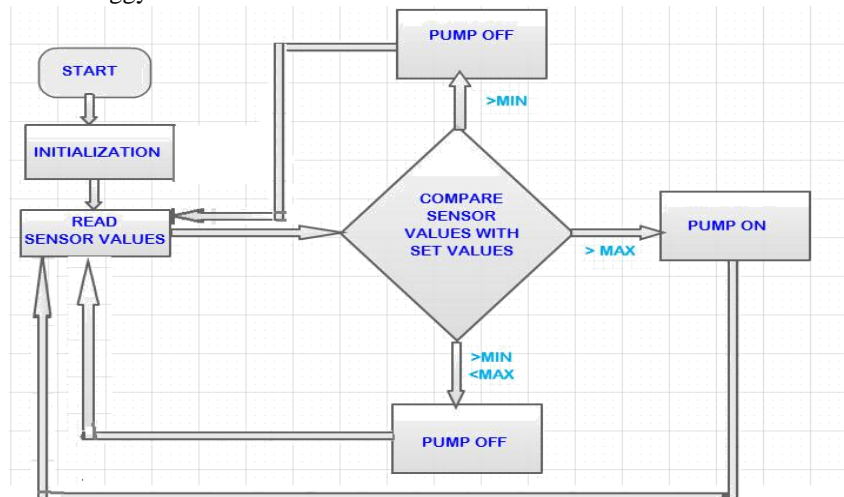 PUMP OFF
START
>MIN
INITIALIZATION
COMPARE
SENSOR
VALUES WITH
SET VALUES
READ
SENSOR VALUES
PUMP ON
> MAX
>MIN
<MAX
PUMP OFF